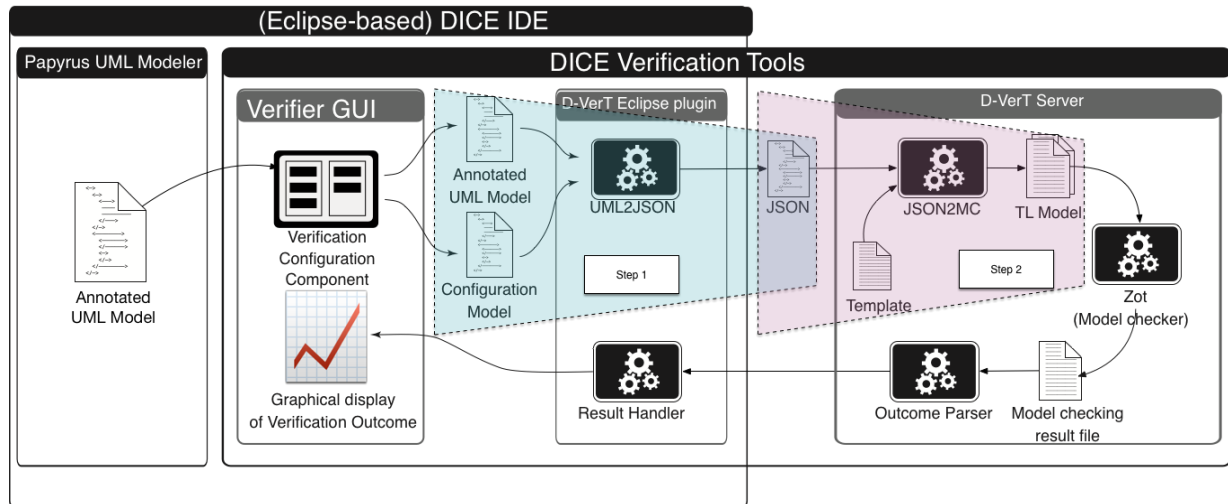 (Eclipse-based) DICE IDE
Papyrus UML Modeler
DICE Verification Tools
Verifier GUI
D-VerT Eclipse plugin
D-VerT Server
Annotated
UML Model
Verification
Configuration
Component
Annotated
UML Model
Configuration
Model
UML2JSON
Step 1
JSON
JSON2MC
TL Model
Template
Step 2
Zot
(Model checker)
Graphical display
of Verification Outcome
Result Handler
Outcome Parser
Model checking
result file